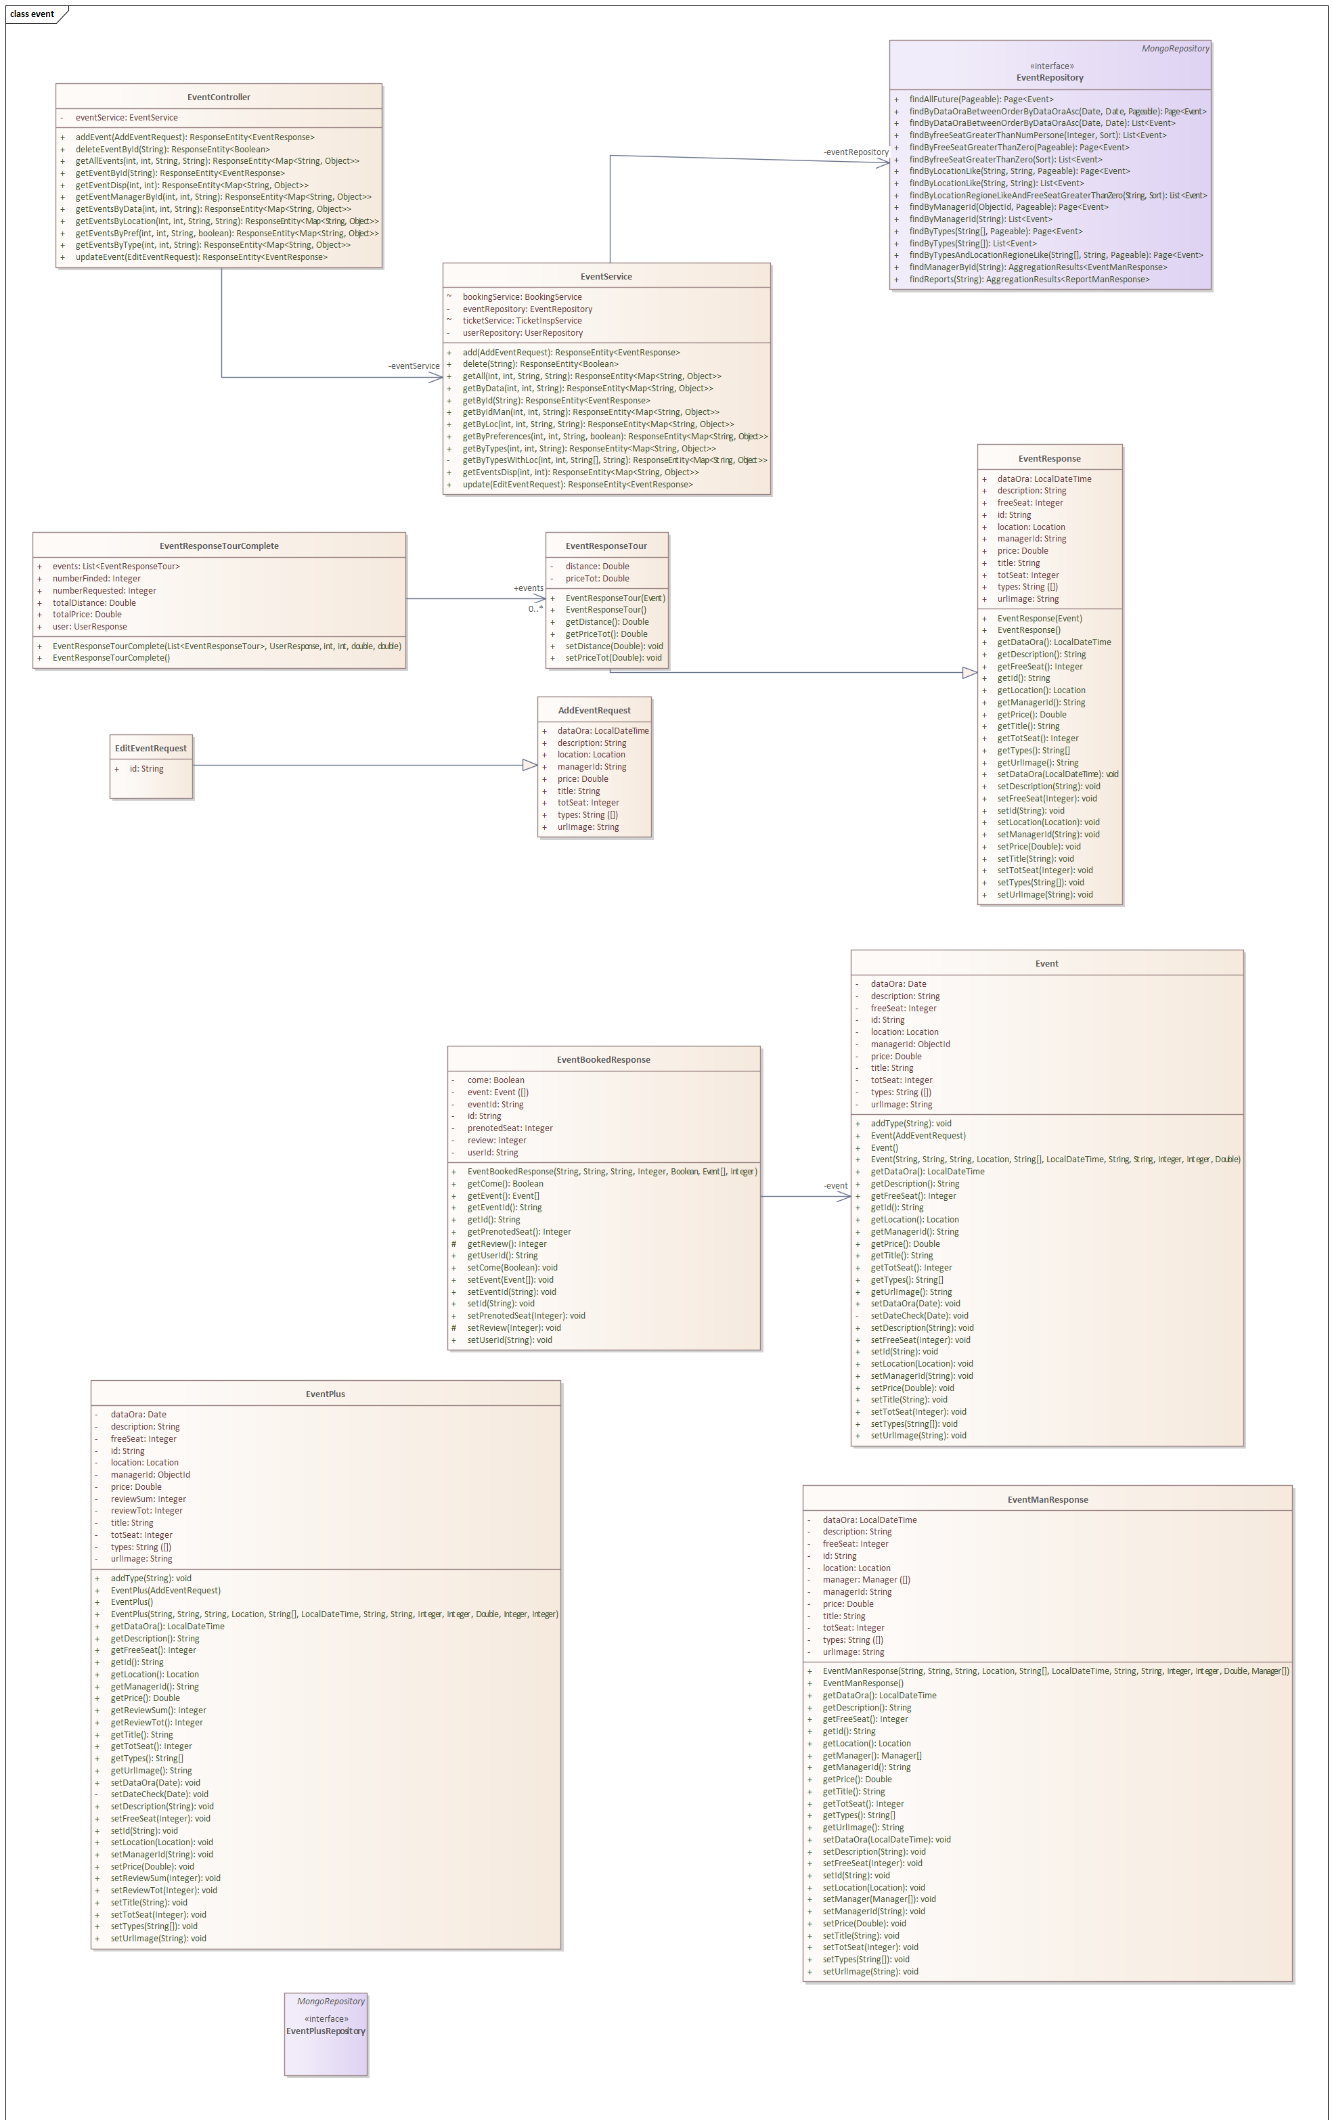 class event
EventController
- eventService: EventService
+ addEvent(AddEventRequest): ResponseEntity<EventResponse>
+ deleteEventById(String): ResponseEntity<Boolean>
+ getAllEvents(int, int, String, String): ResponseEntity<Map<String, Object>>
+ getEventById(String): ResponseEntity<EventResponse>
+ getEventDisp(int, int): ResponseEntity<Map<String, Object>>
+ getEventManagerById(int, int, String): ResponseEntity<Map<String, Object>>
+ getEventsByData(int, int, String): ResponseEntity<Map<String, Object>>
+ getEventsByLocation(int, int, String, String): ResponseEntity<Map<String, Object>>
+ getEventsByPref(int, int, String, boolean): ResponseEntity<Map<String, Object>>
+ getEventsByType(int, int, String): ResponseEntity<Map<String, Object>>
+ updateEvent(EditEventRequest): ResponseEntity<EventResponse>
MongoRepository
«interface»
EventRepository
+ findAllFuture(Pageable): Page<Event>
+ findByDataOraBetweenOrderByDataOraAsc(Date, Date, Pageable): Page<Event>
+ findByDataOraBetweenOrderByDataOraAsc(Date, Date): List<Event>
+ findByfreeSeatGreaterThanNumPersone(Integer, Sort): List<Event>
+ findByFreeSeatGreaterThanZero(Pageable): Page<Event>
+ findByfreeSeatGreaterThanZero(Sort): List<Event>
+ findByLocationLike(String, String, Pageable): Page<Event>
+ findByLocationLike(String, String): List<Event>
+ findByLocationRegioneLikeAndFreeSeatGreaterThanZero(String, Sort): List<Event>
+ findByManagerId(ObjectId, Pageable): Page<Event>
+ findByManagerId(String): List<Event>
+ findByTypes(String[], Pageable): Page<Event>
+ findByTypes(String[]): List<Event>
+ findByTypesAndLocationRegioneLike(String[], String, Pageable): Page<Event>
+ findManagerById(String): AggregationResults<EventManResponse>
+ findReports(String): AggregationResults<ReportManResponse>
-eventRepository
-eventService
EventService
~ bookingService: BookingService
- eventRepository: EventRepository
~ ticketService: TicketInspService
- userRepository: UserRepository
+ add(AddEventRequest): ResponseEntity<EventResponse>
+ delete(String): ResponseEntity<Boolean>
+ getAll(int, int, String, String): ResponseEntity<Map<String, Object>>
+ getByData(int, int, String): ResponseEntity<Map<String, Object>>
+ getById(String): ResponseEntity<EventResponse>
+ getByIdMan(int, int, String): ResponseEntity<Map<String, Object>>
+ getByLoc(int, int, String, String): ResponseEntity<Map<String, Object>>
+ getByPreferences(int, int, String, boolean): ResponseEntity<Map<String, Object>>
+ getByTypes(int, int, String): ResponseEntity<Map<String, Object>>
- getByTypesWithLoc(int, int, String[], String): ResponseEntity<Map<String, Object>>
+ getEventsDisp(int, int): ResponseEntity<Map<String, Object>>
+ update(EditEventRequest): ResponseEntity<EventResponse>
EventResponseTourComplete
+ events: List<EventResponseTour>
+ numberFinded: Integer
+ numberRequested: Integer
+ totalDistance: Double
+ totalPrice: Double
+ user: UserResponse
+ EventResponseTourComplete(List<EventResponseTour>, UserResponse, int, int, double, double)
+ EventResponseTourComplete()
+events
0..*
EventResponseTour
- distance: Double
- priceTot: Double
+ EventResponseTour(Event)
+ EventResponseTour()
+ getDistance(): Double
+ getPriceTot(): Double
+ setDistance(Double): void
+ setPriceTot(Double): void
EventResponse
+ dataOra: LocalDateTime
+ description: String
+ freeSeat: Integer
+ id: String
+ location: Location
+ managerId: String
+ price: Double
+ title: String
+ totSeat: Integer
+ types: String ([])
+ urlImage: String
+ EventResponse(Event)
+ EventResponse()
+ getDataOra(): LocalDateTime
+ getDescription(): String
+ getFreeSeat(): Integer
+ getId(): String
+ getLocation(): Location
+ getManagerId(): String
+ getPrice(): Double
+ getTitle(): String
+ getTotSeat(): Integer
+ getTypes(): String[]
+ getUrlImage(): String
+ setDataOra(LocalDateTime): void
+ setDescription(String): void
+ setFreeSeat(Integer): void
+ setId(String): void
+ setLocation(Location): void
+ setManagerId(String): void
+ setPrice(Double): void
+ setTitle(String): void
+ setTotSeat(Integer): void
+ setTypes(String[]): void
+ setUrlImage(String): void
EditEventRequest
+ id: String
AddEventRequest
+ dataOra: LocalDateTime
+ description: String
+ location: Location
+ managerId: String
+ price: Double
+ title: String
+ totSeat: Integer
+ types: String ([])
+ urlImage: String
EventBookedResponse
- come: Boolean
- event: Event ([])
- eventId: String
- id: String
- prenotedSeat: Integer
- review: Integer
- userId: String
+ EventBookedResponse(String, String, String, Integer, Boolean, Event[], Integer)
+ getCome(): Boolean
+ getEvent(): Event[]
+ getEventId(): String
+ getId(): String
+ getPrenotedSeat(): Integer
# getReview(): Integer
+ getUserId(): String
+ setCome(Boolean): void
+ setEvent(Event[]): void
+ setEventId(String): void
+ setId(String): void
+ setPrenotedSeat(Integer): void
# setReview(Integer): void
+ setUserId(String): void
-event
Event
- dataOra: Date
- description: String
- freeSeat: Integer
- id: String
- location: Location
- managerId: ObjectId
- price: Double
- title: String
- totSeat: Integer
- types: String ([])
- urlImage: String
+ addType(String): void
+ Event(AddEventRequest)
+ Event()
+ Event(String, String, String, Location, String[], LocalDateTime, String, String, Integer, Integer, Double)
+ getDataOra(): LocalDateTime
+ getDescription(): String
+ getFreeSeat(): Integer
+ getId(): String
+ getLocation(): Location
+ getManagerId(): String
+ getPrice(): Double
+ getTitle(): String
+ getTotSeat(): Integer
+ getTypes(): String[]
+ getUrlImage(): String
+ setDataOra(Date): void
- setDateCheck(Date): void
+ setDescription(String): void
+ setFreeSeat(Integer): void
+ setId(String): void
+ setLocation(Location): void
+ setManagerId(String): void
+ setPrice(Double): void
+ setTitle(String): void
+ setTotSeat(Integer): void
+ setTypes(String[]): void
+ setUrlImage(String): void
EventPlus
- dataOra: Date
- description: String
- freeSeat: Integer
- id: String
- location: Location
- managerId: ObjectId
- price: Double
- reviewSum: Integer
- reviewTot: Integer
- title: String
- totSeat: Integer
- types: String ([])
- urlImage: String
+ addType(String): void
+ EventPlus(AddEventRequest)
+ EventPlus()
+ EventPlus(String, String, String, Location, String[], LocalDateTime, String, String, Integer, Integer, Double, Integer, Integer)
+ getDataOra(): LocalDateTime
+ getDescription(): String
+ getFreeSeat(): Integer
+ getId(): String
+ getLocation(): Location
+ getManagerId(): String
+ getPrice(): Double
+ getReviewSum(): Integer
+ getReviewTot(): Integer
+ getTitle(): String
+ getTotSeat(): Integer
+ getTypes(): String[]
+ getUrlImage(): String
+ setDataOra(Date): void
- setDateCheck(Date): void
+ setDescription(String): void
+ setFreeSeat(Integer): void
+ setId(String): void
+ setLocation(Location): void
+ setManagerId(String): void
+ setPrice(Double): void
+ setReviewSum(Integer): void
+ setReviewTot(Integer): void
+ setTitle(String): void
+ setTotSeat(Integer): void
+ setTypes(String[]): void
+ setUrlImage(String): void
EventManResponse
- dataOra: LocalDateTime
- description: String
- freeSeat: Integer
- id: String
- location: Location
- manager: Manager ([])
- managerId: String
- price: Double
- title: String
- totSeat: Integer
- types: String ([])
- urlImage: String
+ EventManResponse(String, String, String, Location, String[], LocalDateTime, String, String, Integer, Integer, Double, Manager[])
+ EventManResponse()
+ getDataOra(): LocalDateTime
+ getDescription(): String
+ getFreeSeat(): Integer
+ getId(): String
+ getLocation(): Location
+ getManager(): Manager[]
+ getManagerId(): String
+ getPrice(): Double
+ getTitle(): String
+ getTotSeat(): Integer
+ getTypes(): String[]
+ getUrlImage(): String
+ setDataOra(LocalDateTime): void
+ setDescription(String): void
+ setFreeSeat(Integer): void
+ setId(String): void
+ setLocation(Location): void
+ setManager(Manager[]): void
+ setManagerId(String): void
+ setPrice(Double): void
+ setTitle(String): void
+ setTotSeat(Integer): void
+ setTypes(String[]): void
+ setUrlImage(String): void
MongoRepository
«interface»
EventPlusRepository